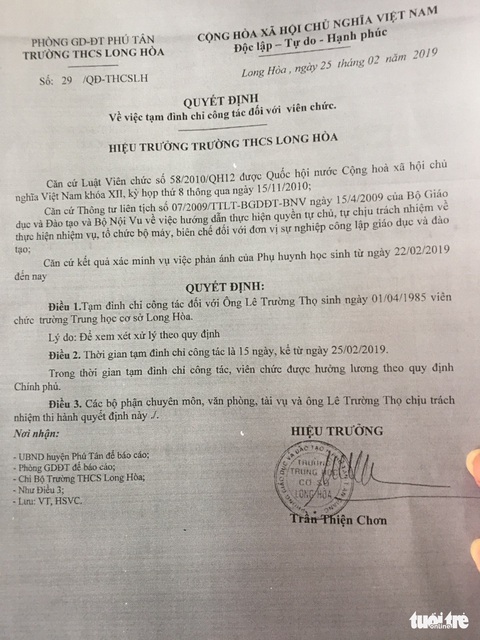 PHÒNG GD-ĐT PHÚ TÂN
TRƯỜNG THCS LONG HÒA
Số: 29 /QĐ-THCSLH
CỘNG HÒA XÃ HỘI CHỦ NGHĨA VIỆT NAM
Độc lập – Tự do - Hạnh phúc
Long Hòa, ngày 25 tháng 02 năm 2019
QUYẾT ĐỊNH
Về việc tạm đình chỉ công tác đối với viên chức.
HIỆU TRƯỞNG TRƯỜNG THCS LONG HÒA
Căn cứ Luật Viên chức số 58/2010/QH12 được Quốc hội nước Cộng hoà xã hội chủ
nghĩa Việt Nam khóa XII, kỳ họp thứ 8 thông qua ngày 15/11/2010;
Căn cứ Thông tư liên tịch số 07/2009/TTLT-BGDĐT-BNV ngày 15/4/2009 của Bộ Giáo
dục và Đào tạo và Bộ Nội Vu về việc hướng dẫn thực hiện quyền tự chủ, tự chịu trách nhiệm về
thực hiện nhiệm vụ, tổ chức bộ máy, biên chế đối với đơn vị sự nghiệp công lập giáo dục và đào
tạo;
Căn cứ kết quả xác minh vụ việc phản ánh của Phụ huynh học sinh từ ngày 22/02/2019
đến nay
QUYẾT ĐỊNH:
Điều 1.Tạm đình chỉ công tác đối với Ông Lê Trường Thọ sinh ngày 01/04/1985 viên
chức trường Trung học cơ sở Long Hòa.
Lý do: Để xem xét xử lý theo quy định
Điều 2. Thời gian tạm đình chỉ công tác là 15 ngày, kể từ ngày 25/02/2019.
Trong thời gian tạm đình chỉ công tác, viên chức được hưởng lương theo quy định
Chính phủ.
Điều 3. Các bộ phận chuyên môn, văn phòng, tài vụ và ông Lê Trường Thọ chịu trách
nhiệm thi hành quyết định này ./.
Nơi nhận:
- UBND huyện Phú Tân để báo cáo;
- Phòng GDĐT để báo cáo;
- Chi Bộ Trường THCS Long Hòa;
- Như Điều 3;
- Lưu: VT, HSVC.
HIỆU TRƯỞNG
TRƯỜNG
TRUNG HỌC
CƠ SỞ
LONG HÒA
Trần Thiện Chơn
tuổi trẻ
online